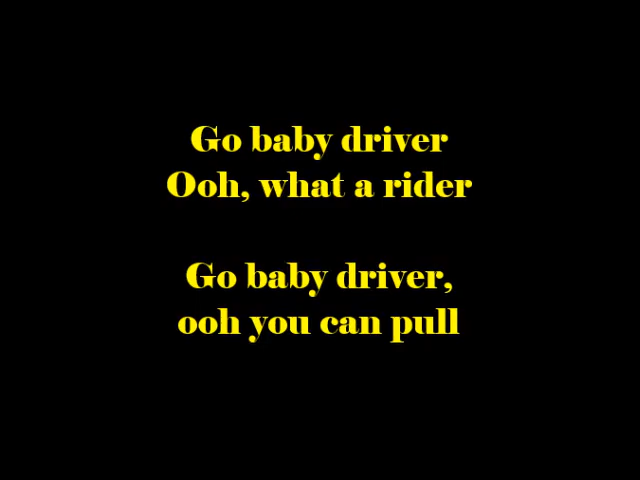 Go baby driver
Ooh, what a rider
Go baby driver,
ooh you can pull